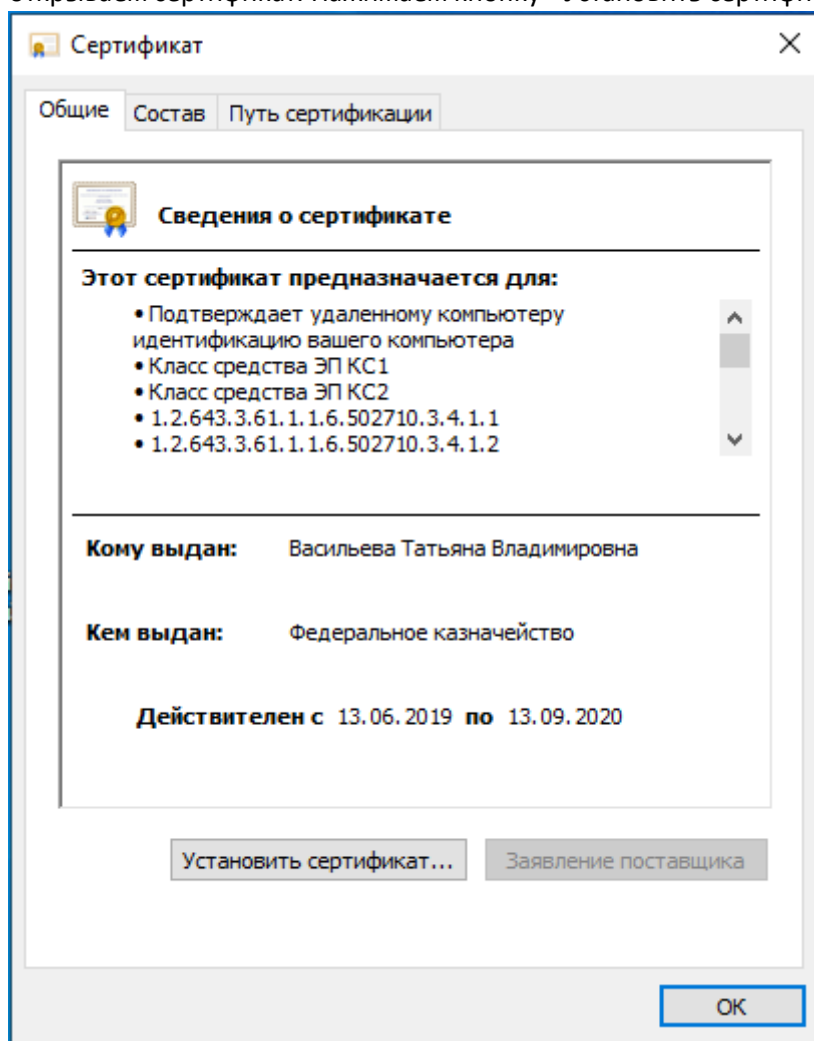 Сертификат
Общие Состав Путь сертификации
Сведения о сертификате
Этот сертификат предназначается для:
• Подтверждает удаленному компьютеру
идентификацию вашего компьютера
• Класс средства ЭП КС1
• Класс средства ЭП КС2
• 1.2.643.3.61.1.1.6.502710.3.4.1.1
• 1.2.643.3.61.1.1.6.502710.3.4.1.2
Кому выдан: Васильева Татьяна Владимировна
Кем выдан: Федеральное казначейство
Действителен с 13.06.2019 по 13.09.2020
Установить сертификат... Заявление поставщика
ОК